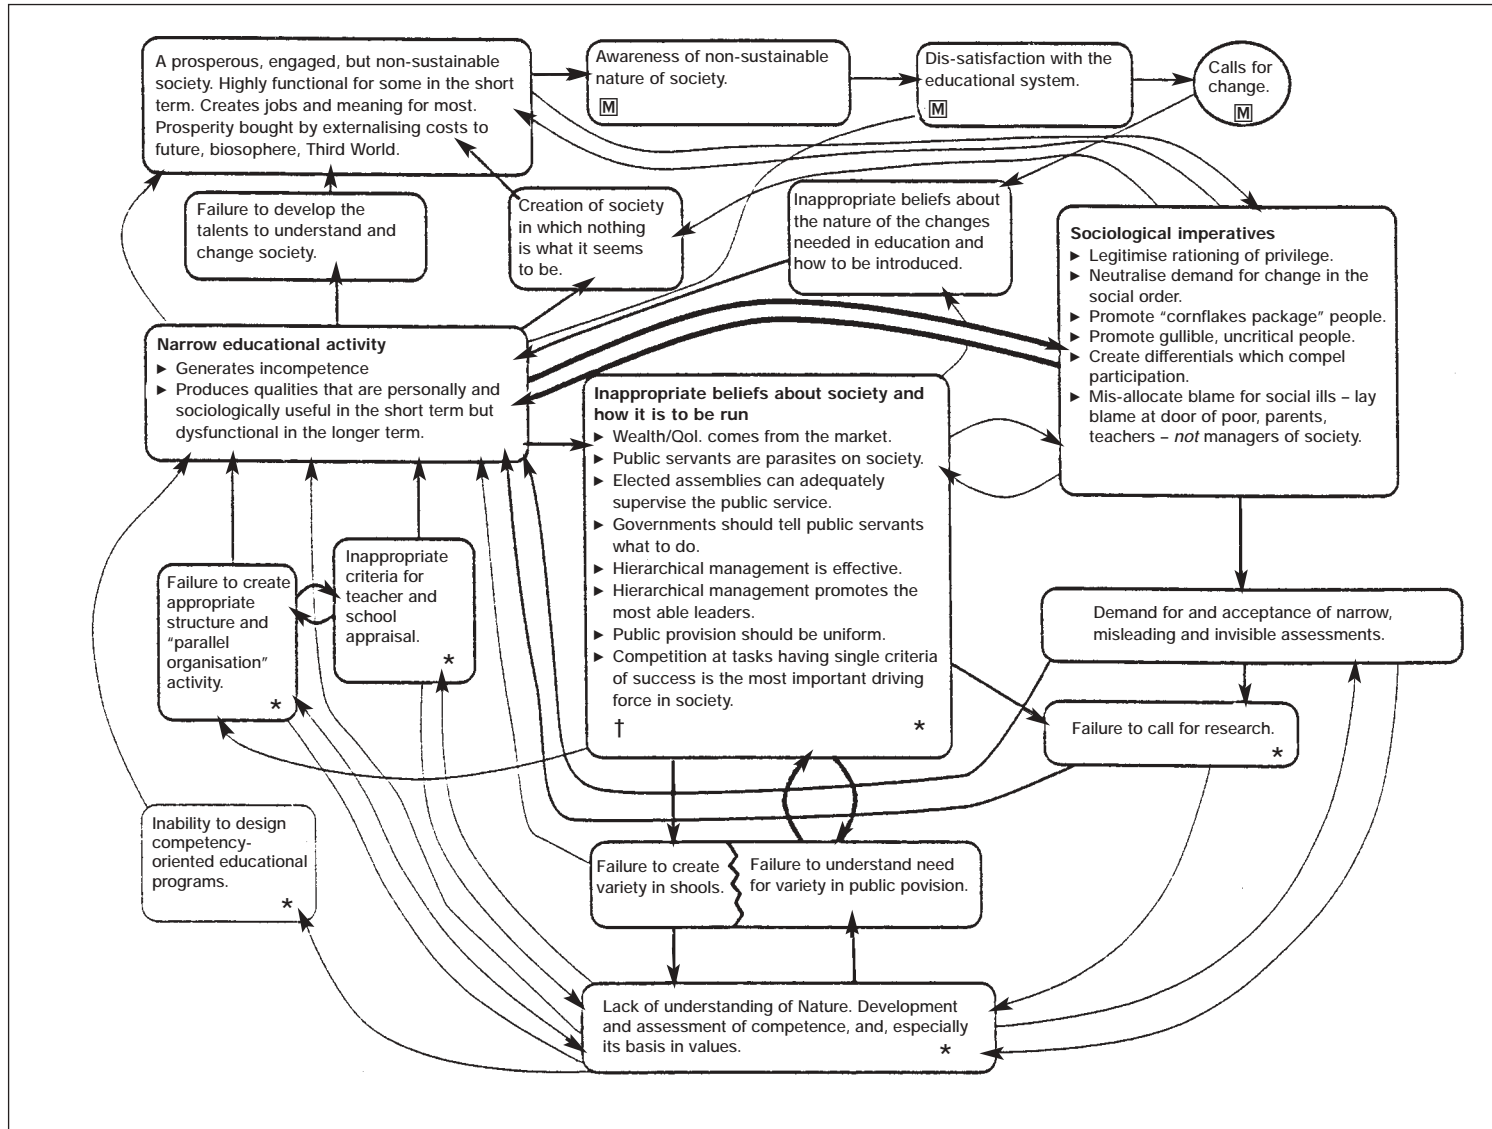 A prosperous, engaged, but non-sustainable
society. Highly functional for some in the short
term. Creates jobs and meaning for most.
Prosperity bought by externalising costs to
future, biosphere, Third World.
Awareness of non-sustainable
nature of society.
M
Dis-satisfaction with the
educational system.
M
Calls for
change.
M
Failure to develop the
talents to understand and
change society.
Creation of society
in which nothing
is what it seems
to be.
Inappropriate beliefs about
the nature of the changes
needed in education and
how to be introduced.
Sociological imperatives
► Legitimise rationing of privilege.
► Neutralise demand for change in the
social order.
► Promote “cornflakes package” people.
► Promote gullible, uncritical people.
► Create differentials which compel
participation.
► Mis-allocate blame for social ills – lay
blame at door of poor, parents,
teachers – not managers of society.
Narrow educational activity
► Generates incompetence
► Produces qualities that are personally and
sociologically useful in the short term but
dysfunctional in the longer term.
Inappropriate beliefs about society and
how it is to be run
► Wealth/Qol. comes from the market.
► Public servants are parasites on society.
► Elected assemblies can adequately
supervise the public service.
► Governments should tell public servants
what to do.
► Hierarchical management is effective.
► Hierarchical management promotes the
most able leaders.
► Public provision should be uniform.
► Competition at tasks having single criteria
of success is the most important driving
force in society.
† *
Failure to create
appropriate
structure and
“parallel
organisation”
activity.
*
Inappropriate
criteria for
teacher and
school
appraisal.
*
Demand for and acceptance of narrow,
misleading and invisible assessments.
Failure to call for research.
*
Inability to design
competency-
oriented educational
programs.
*
Failure to create
variety in schools.
Failure to understand need
for variety in public povision.
Lack of understanding of Nature. Development
and assessment of competence, and, especially
its basis in values.
*